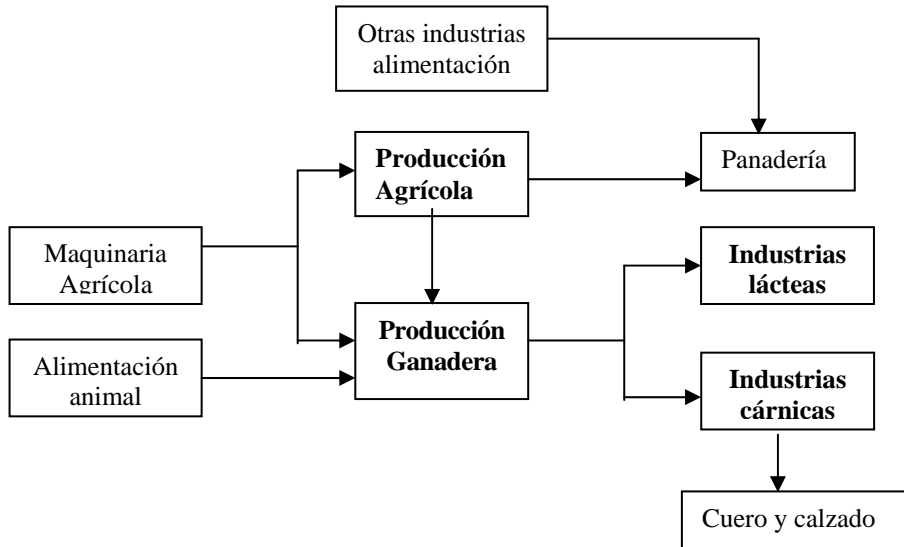 Otras industrias
alimentación
Producción
Agrícola
Panadería
Maquinaria
Agrícola
Industrias
lácteas
Producción
Ganadera
Alimentación
animal
Industrias
cárnicas
Cuero y calzado